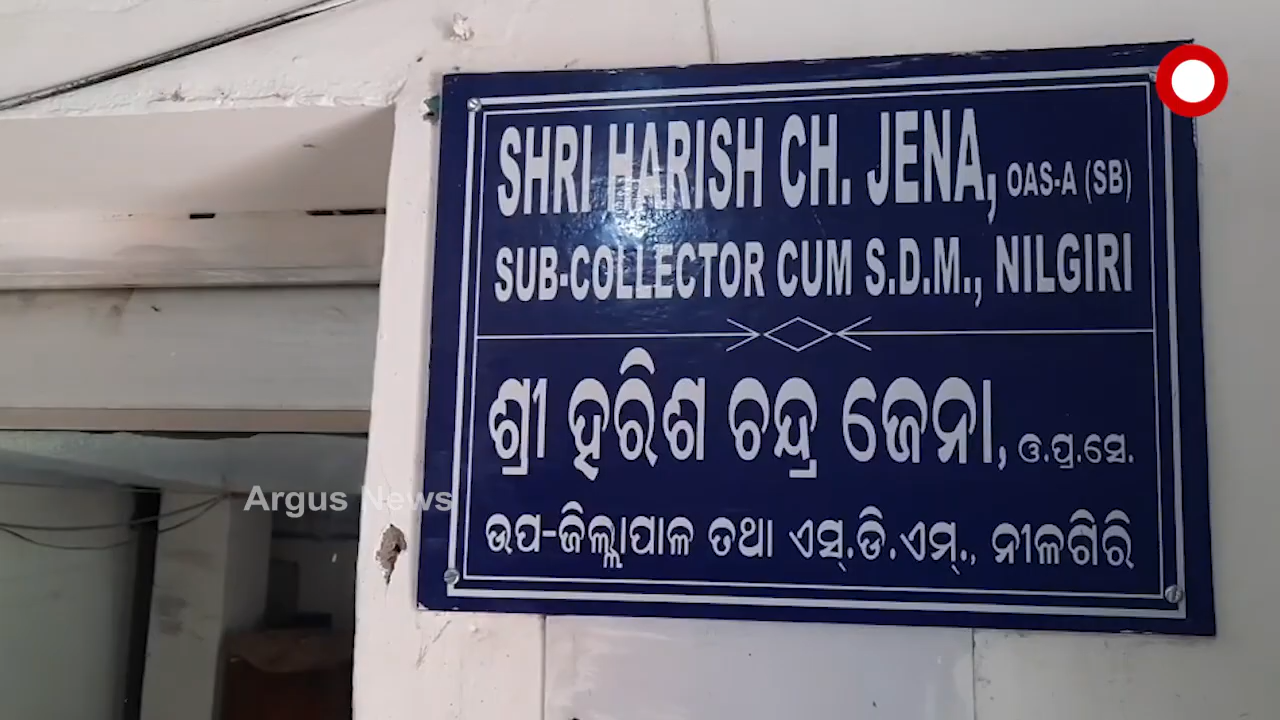 SHRI HARISH CH. JENA, OAS-A (SB)
SUB-COLLECTOR CUM S.D.M., NILGIRI
ଶ୍ରୀ ହରିଶ ଚନ୍ଦ୍ର ଜେନା, ଓ.ପ୍ର.ସେ.
ଉପ-ଜିଲ୍ଲାପାଳ ତଥା ଏସ୍.ଡି.ଏମ୍., ନୀଳଗିରି
Argus News